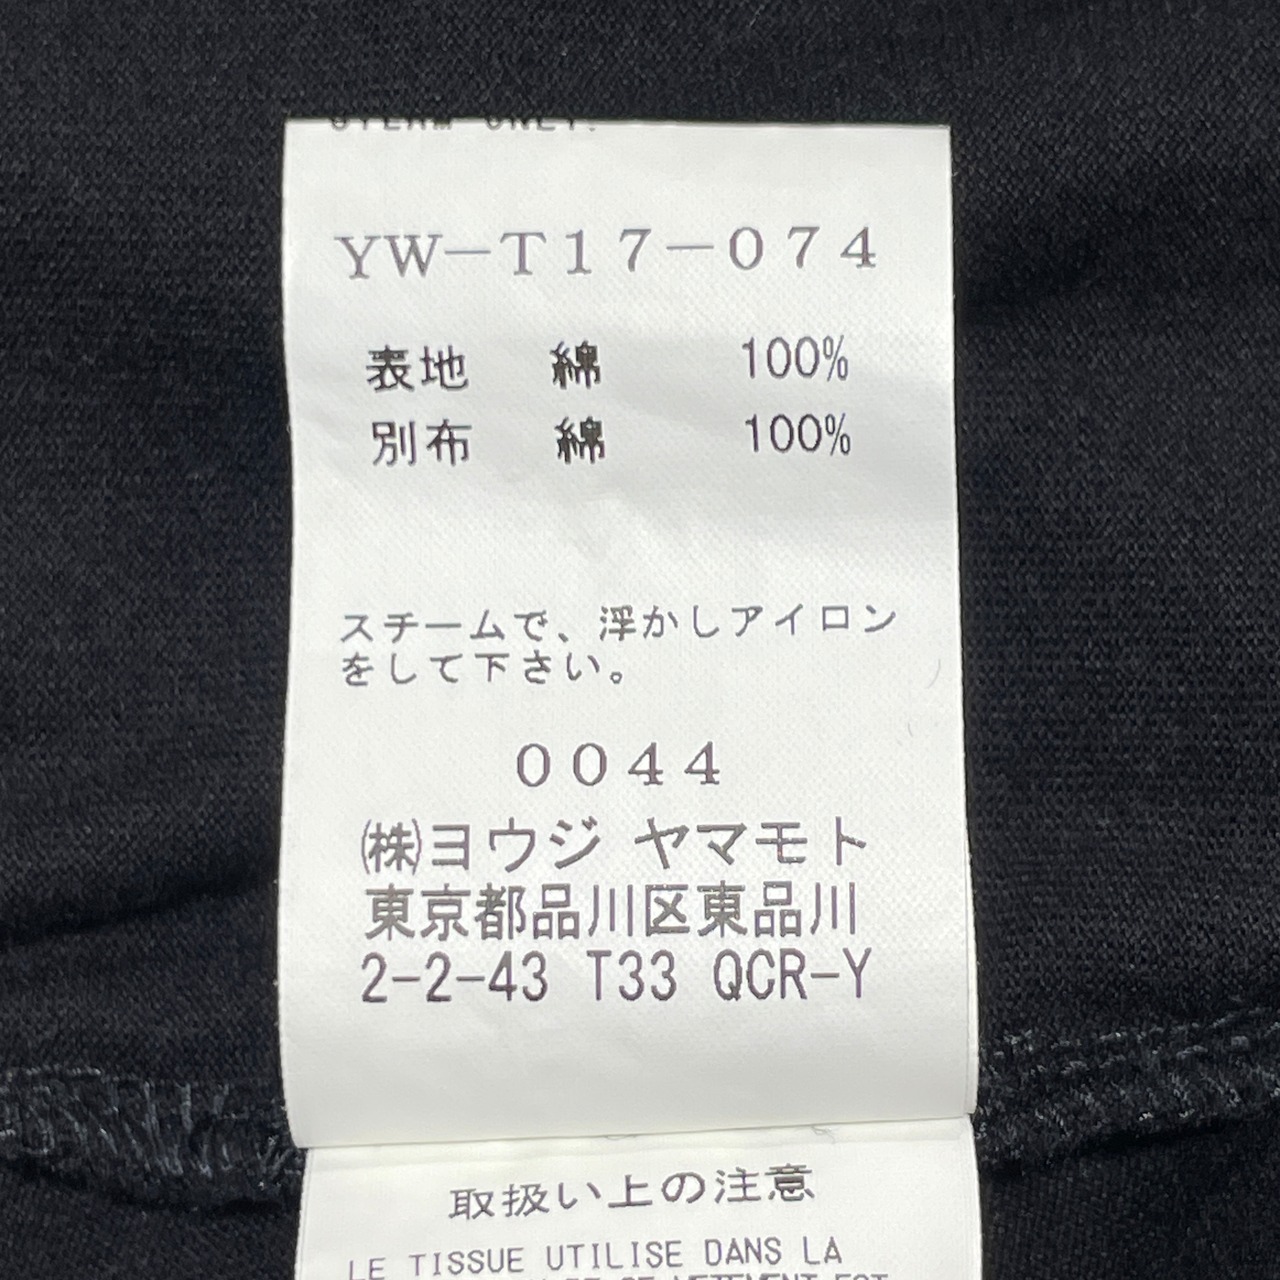 YW-T17-074
表地 綿 100%
別布 綿 100%
スチームで、浮かしアイロン
をして下さい。
0044
㈱ヨウジ ヤマモト
東京都品川区東品川
2-2-43 T33 QCR-Y
取扱い上の注意
LE TISSUE UTILISE DANS LA